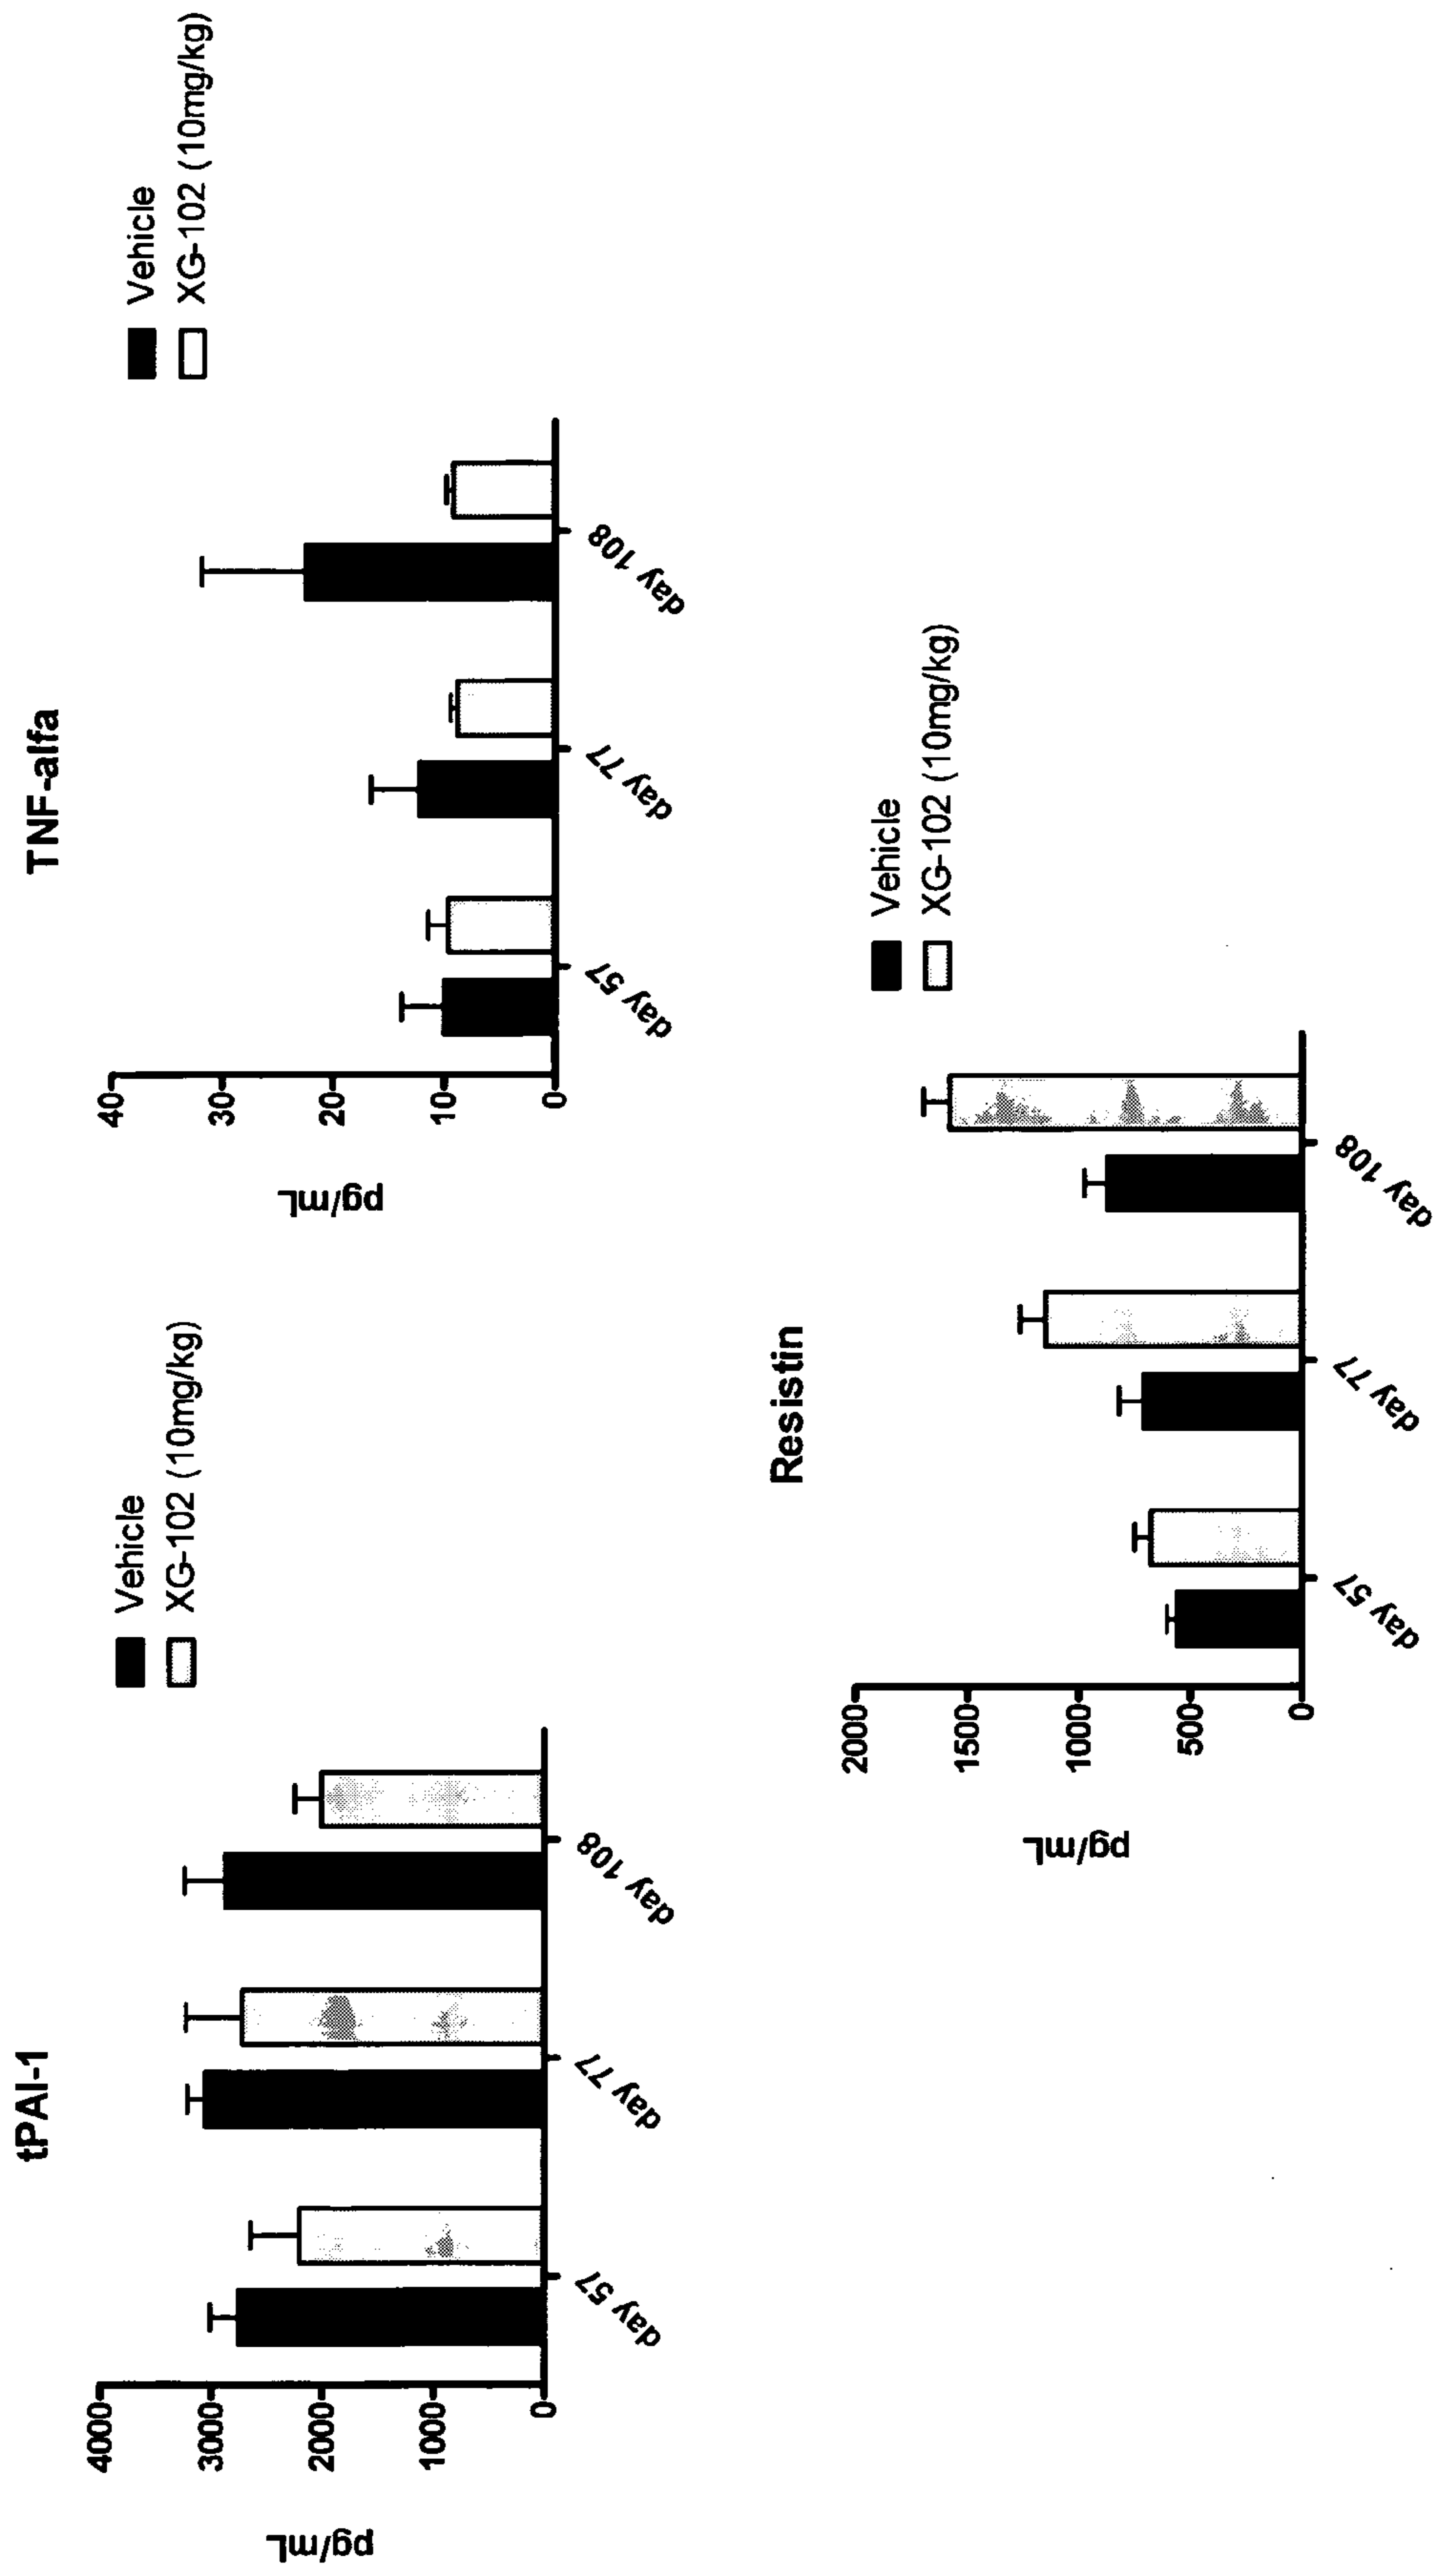 tPAI-1
Vehicle
XG-102 (10mg/kg)
pg/mL
4000
3000
2000
1000
0
day 57
day 77
day 108
TNF-alfa
Vehicle
XG-102 (10mg/kg)
pg/mL
40
30
20
10
0
day 57
day 77
day 108
Resistin
Vehicle
XG-102 (10mg/kg)
pg/mL
2000
1500
1000
500
0
day 57
day 77
day 108